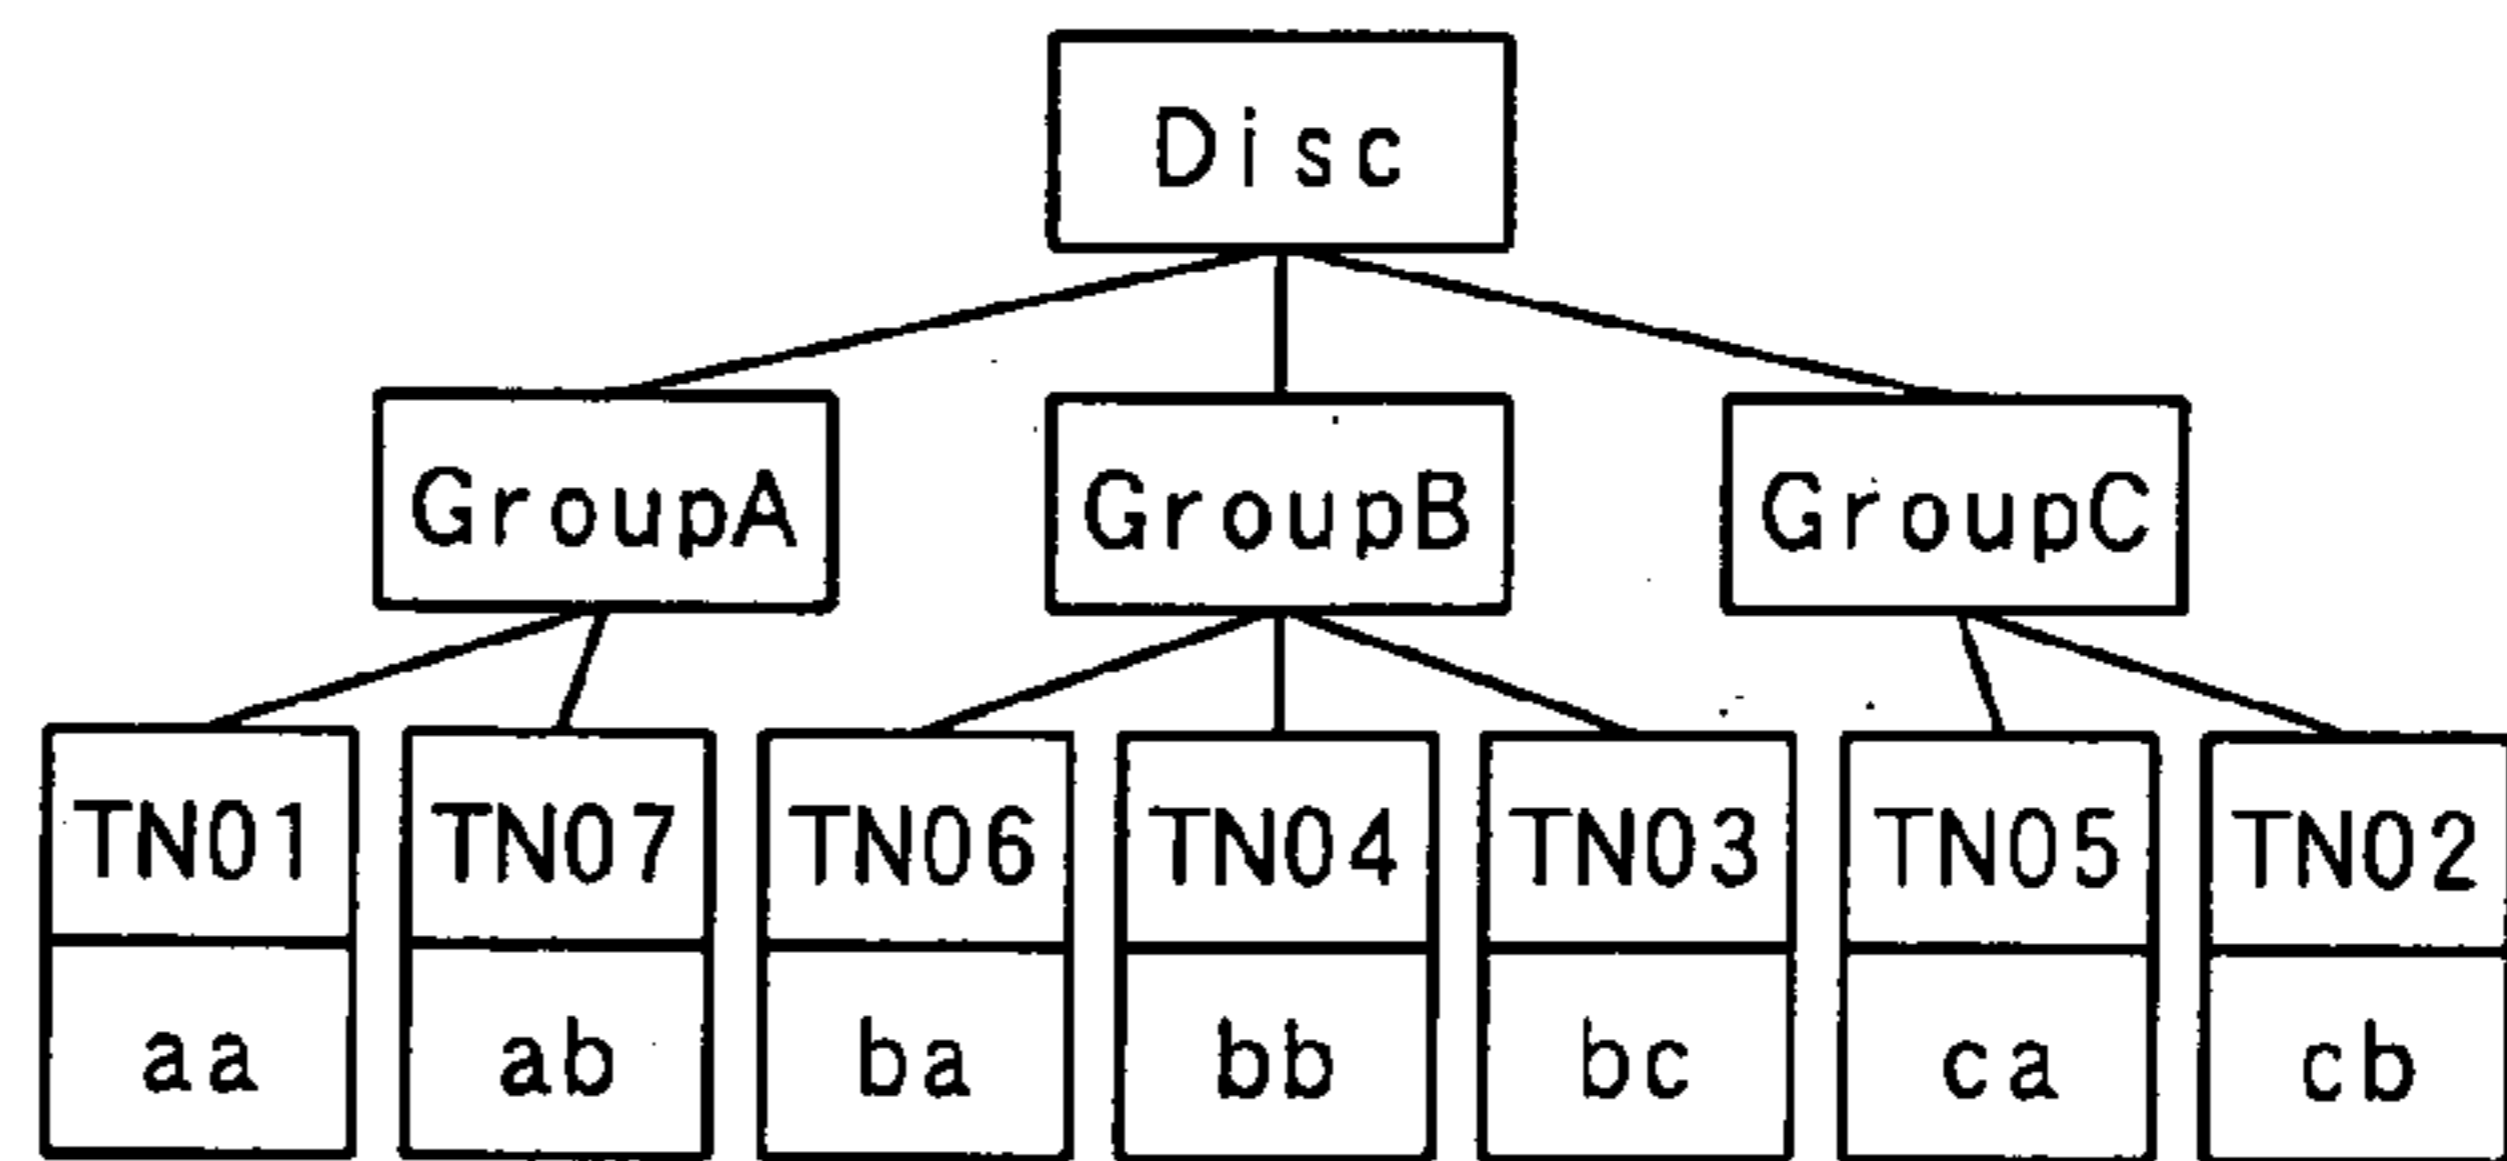 Disc
GroupA GroupB GroupC
TN01 TN07 TN06 TN04 TN03 TN05 TN02
aa ab ba bb bc ca cb